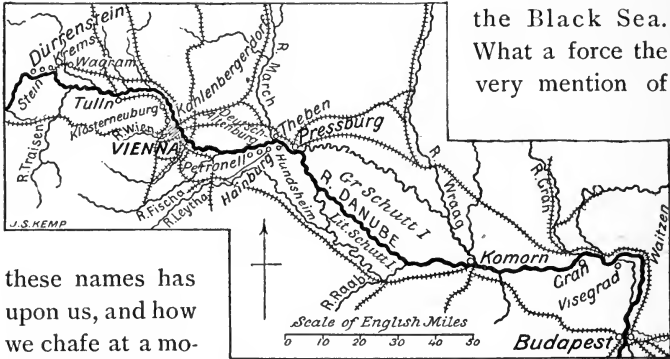 the Black Sea.
What a force the
very mention of
Dürrenstein
Krems
Stein
Wagram
Tulln
R. Traisen
Klosterneuburg
R. Wien
VIENNA
Kahlenbergerdorf
R. March
Deutsch
Altenburg
Theben
Pressburg
Petronell
Hainburg
Hundsheim
R. Fischa
R. Leytha
Gr Schutt I
R. DANUBE
Lit. Schutt I
R. Raab
R. Wraag
Komorn
R. Gran
Gran
Visegrad
Waitzen
Budapest
J.S. KEMP
Scale of English Miles
0 10 20 30 40 50
these names has
upon us, and how
we chafe at a mo-